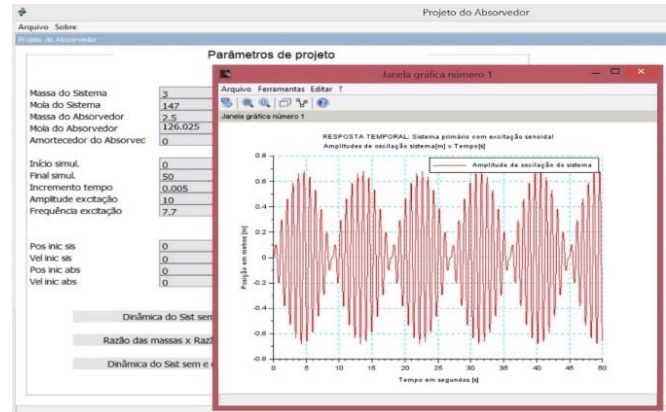 Projeto do Absorvedor
Arquivo Sobre
Projeto do Absorvedor
Parâmetros de projeto
Massa do Sistema 3
Mola do Sistema 147
Massa do Absorvedor 2.5
Mola do Absorvedor 126.025
Amortecedor do Absorvec 0
Início simul. 0
Final simul. 50
Incremento tempo 0.005
Amplitude excitação 10
Frequência excitação 7.7
Pos inic sis 0
Vel inic sis 0
Pos inic abs 0
Vel inic abs 0
Dinâmica do Sist sem
Razão das massas x Razã
Dinâmica do Sist sem e
Janela gráfica número 1
Arquivo Ferramentas Editar ?
Janela gráfica número 1
RESPOSTA TEMPORAL: Sistema primário com excitação senoidal
Amplitudes de oscilação sistema[m] x Tempo[s]
Amplitude de oscilação do sistema
Posição em metros [m]
0.8
0.6
0.4
0.2
0
-0.2
-0.4
-0.6
-0.8
0 5 10 15 20 25 30 35 40 45 50
Tempo em segundos [s]